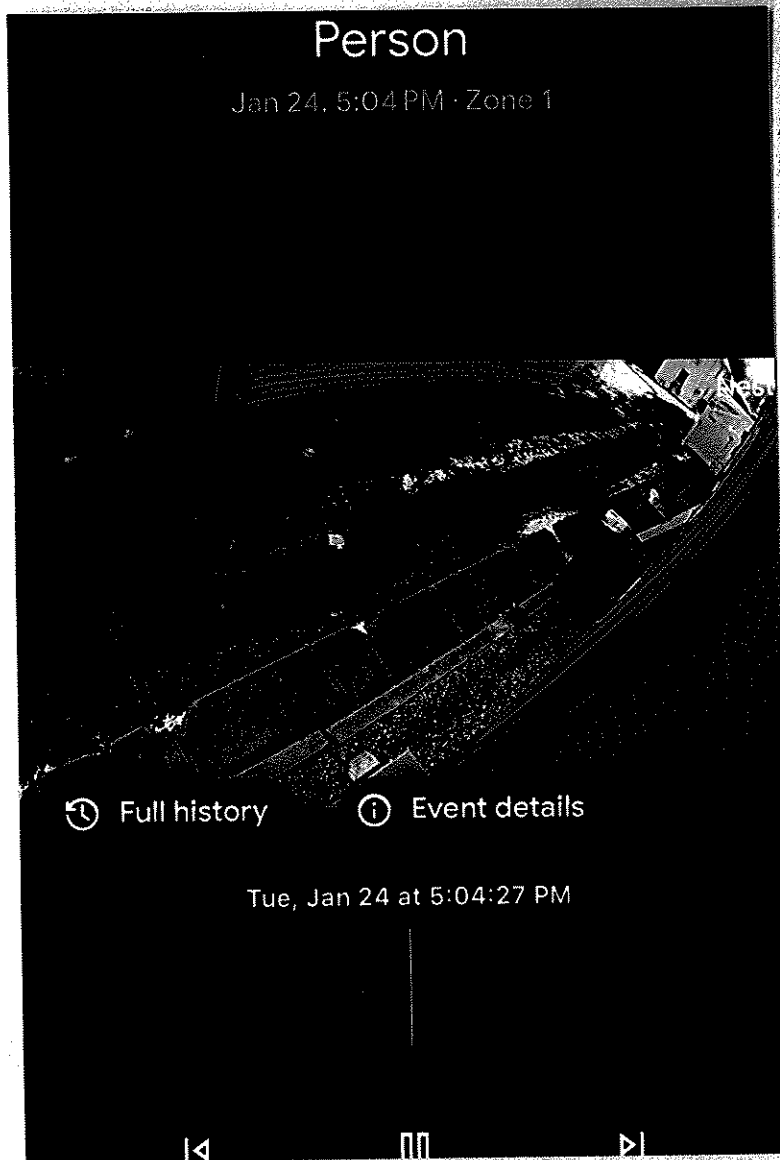 Person
Jan 24, 5:04 PM · Zone 1
Nest
Full history
Event details
Tue, Jan 24 at 5:04:27 PM